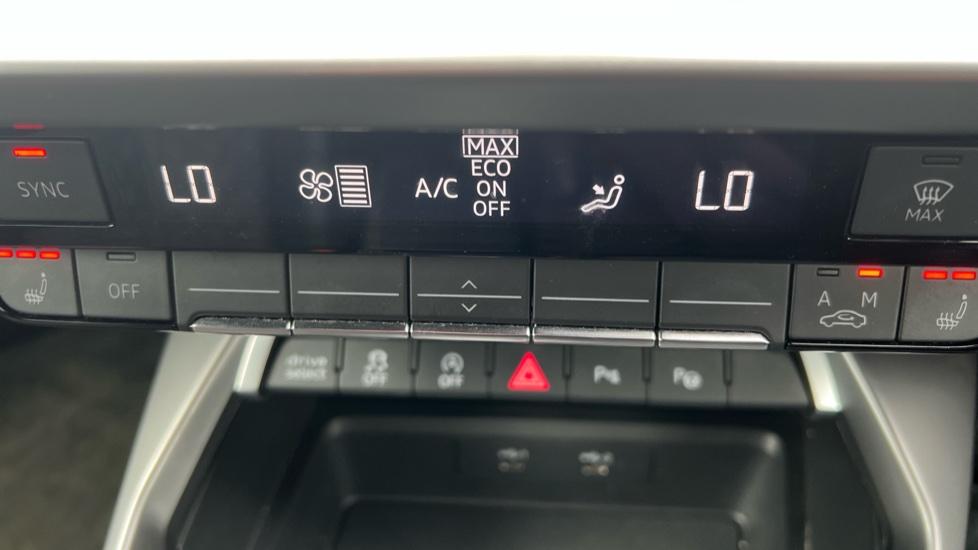 SYNC
LO
A/C
MAX
ECO
ON
OFF
LO
MAX
OFF
A M
drive
select
OFF
OFF
P
P